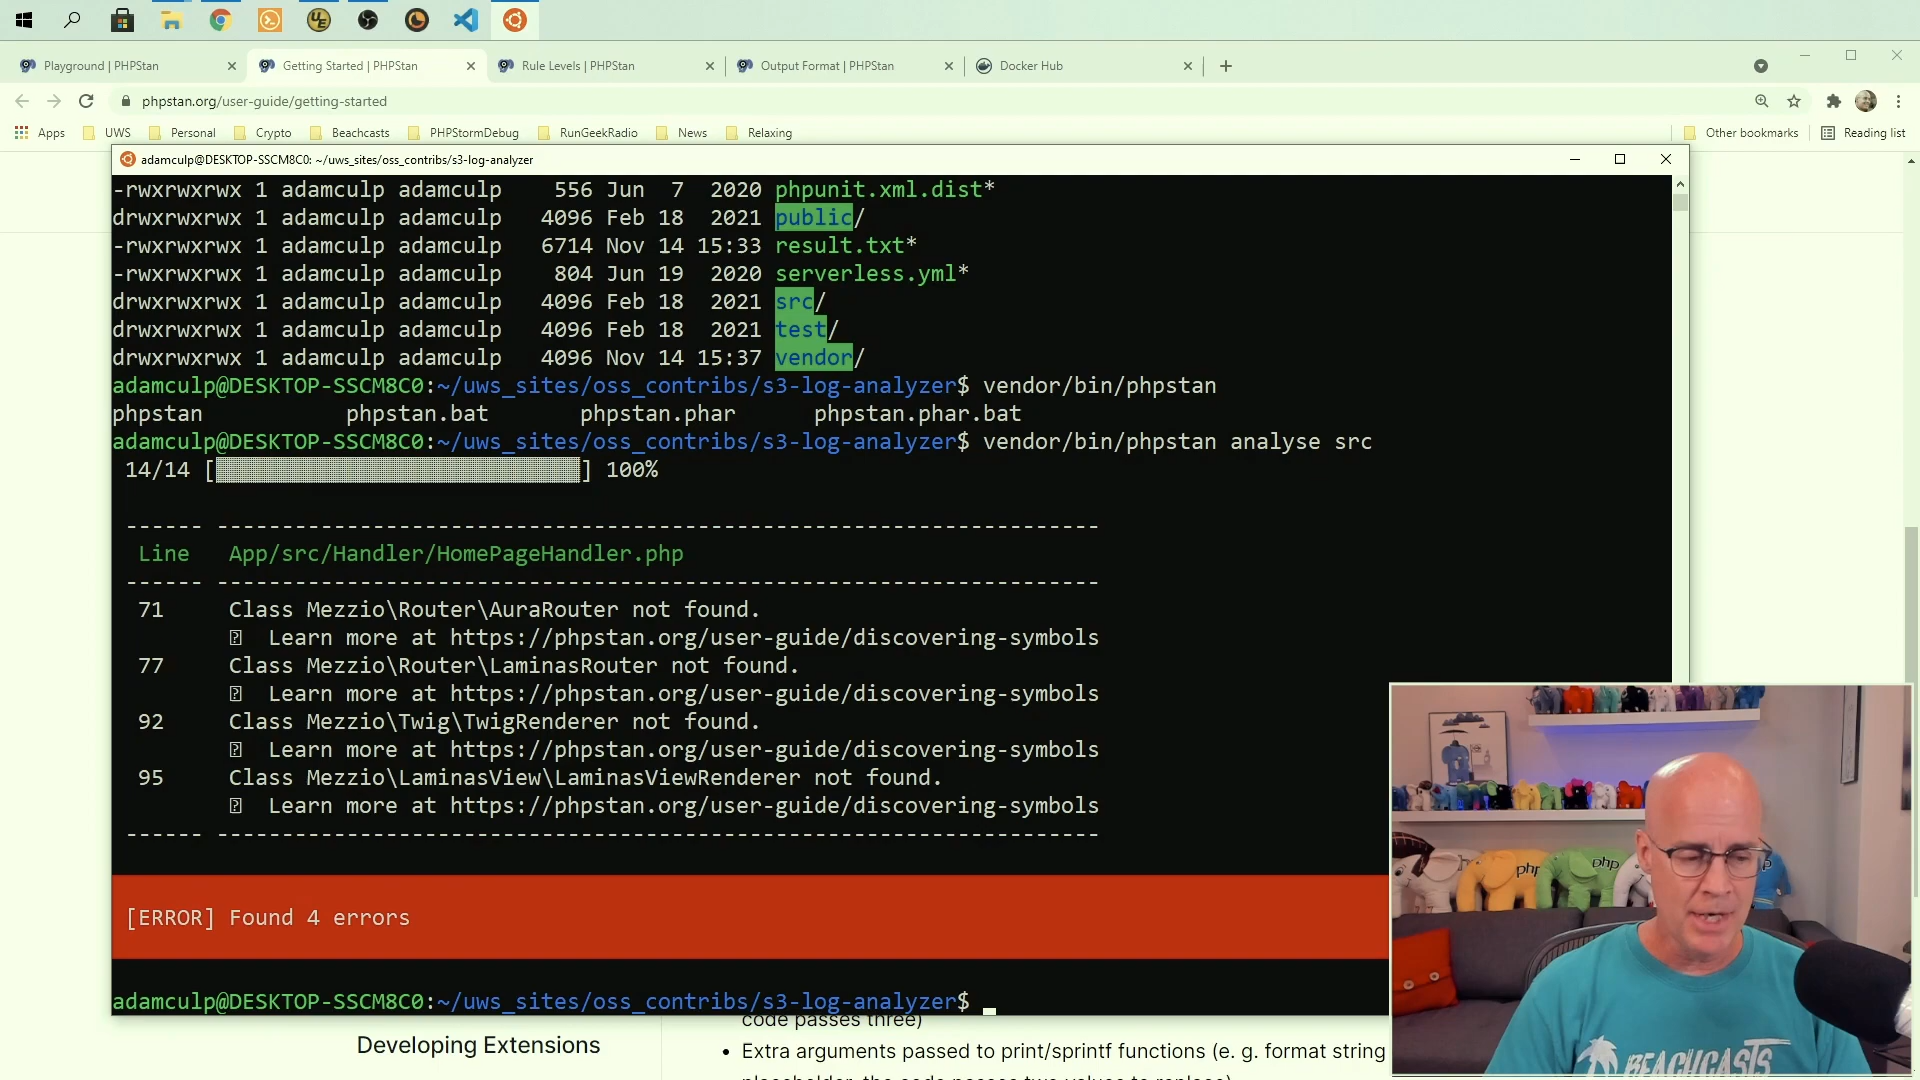 Playground | PHPStan
Getting Started | PHPStan
Rule Levels | PHPStan
Output Format | PHPStan
Docker Hub
phpstan.org/user-guide/getting-started
Apps
UWS
Personal
Crypto
Beachcasts
PHPStormDebug
RunGeekRadio
News
Relaxing
Other bookmarks
Reading list
adamculp@DESKTOP-SSCM8C0: ~/uws_sites/oss_contribs/s3-log-analyzer
-rwxrwxrwx 1 adamculp adamculp 556 Jun 7 2020 phpunit.xml.dist*
drwxrwxrwx 1 adamculp adamculp 4096 Feb 18 2021 public/
-rwxrwxrwx 1 adamculp adamculp 6714 Nov 14 15:33 result.txt*
-rwxrwxrwx 1 adamculp adamculp 804 Jun 19 2020 serverless.yml*
drwxrwxrwx 1 adamculp adamculp 4096 Feb 18 2021 src/
drwxrwxrwx 1 adamculp adamculp 4096 Feb 18 2021 test/
drwxrwxrwx 1 adamculp adamculp 4096 Nov 14 15:37 vendor/
adamculp@DESKTOP-SSCM8C0:~/uws_sites/oss_contribs/s3-log-analyzer$ vendor/bin/phpstan
phpstan phpstan.bat phpstan.phar phpstan.phar.bat
adamculp@DESKTOP-SSCM8C0:~/uws_sites/oss_contribs/s3-log-analyzer$ vendor/bin/phpstan analyse src
14/14 [] 100%
------ --------------------------------------------------------------------
Line App/src/Handler/HomePageHandler.php
------ --------------------------------------------------------------------
71 Class Mezzio\Router\AuraRouter not found.
Learn more at https://phpstan.org/user-guide/discovering-symbols
77 Class Mezzio\Router\LaminasRouter not found.
Learn more at https://phpstan.org/user-guide/discovering-symbols
92 Class Mezzio\Twig\TwigRenderer not found.
Learn more at https://phpstan.org/user-guide/discovering-symbols
95 Class Mezzio\LaminasView\LaminasViewRenderer not found.
Learn more at https://phpstan.org/user-guide/discovering-symbols
------ --------------------------------------------------------------------
[ERROR] Found 4 errors
adamculp@DESKTOP-SSCM8C0:~/uws_sites/oss_contribs/s3-log-analyzer$
code passes three)
Developing Extensions
• Extra arguments passed to print/sprintf functions (e. g. format string
placeholder, the code passes two values to replace)
php
php
BEACHCASTS